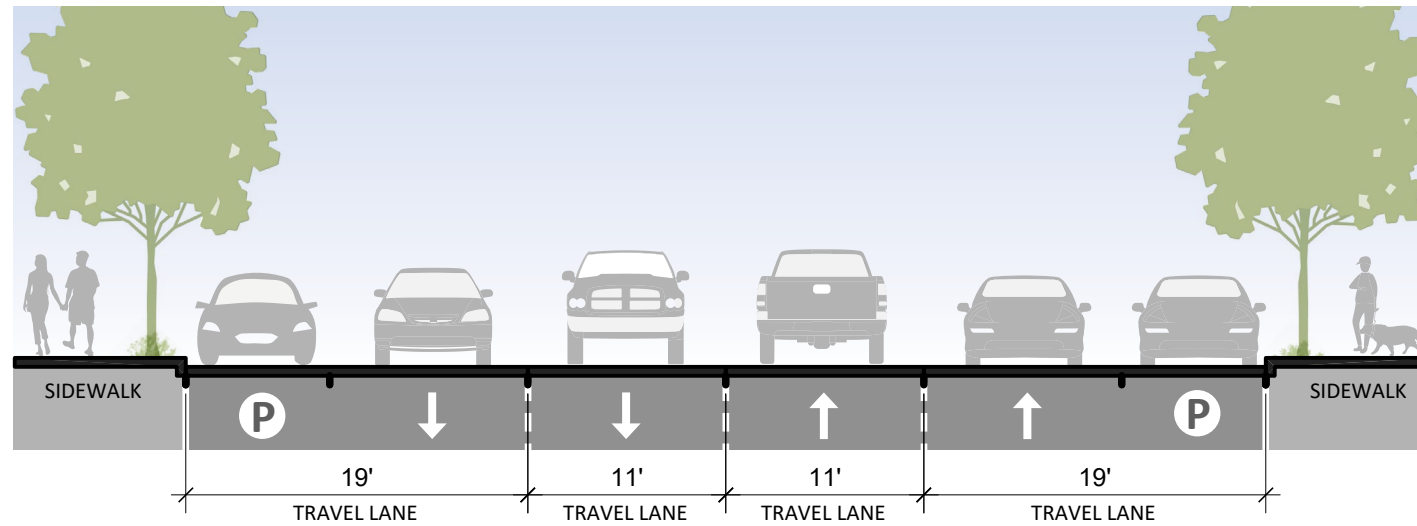 SIDEWALK
SIDEWALK
P
P
19'
11'
11'
19'
TRAVEL LANE
TRAVEL LANE
TRAVEL LANE
TRAVEL LANE